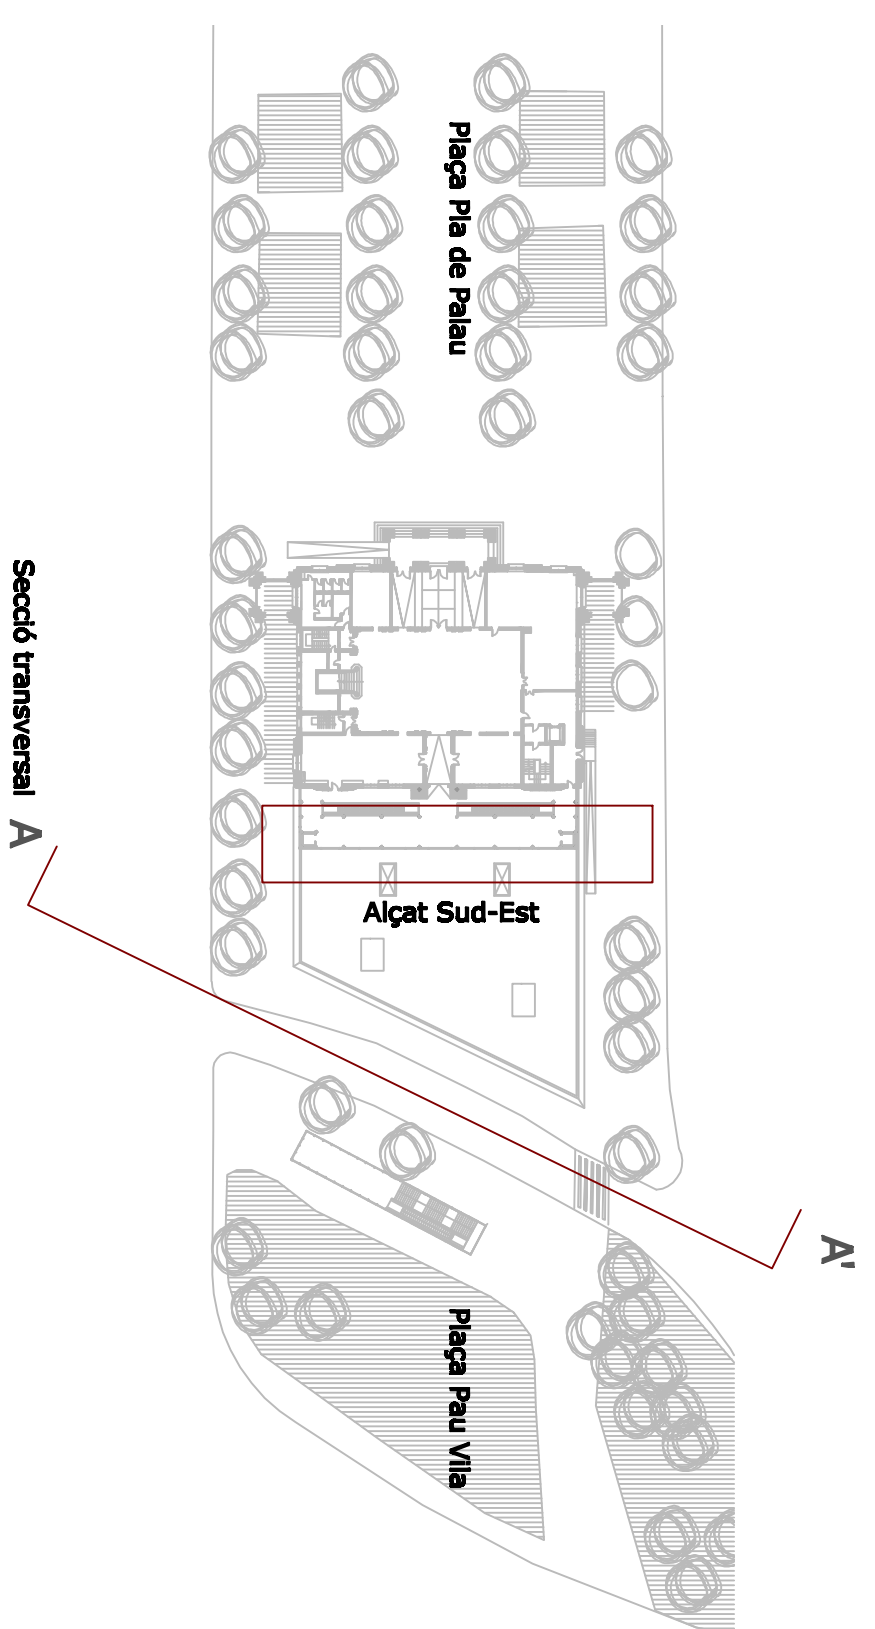 Plaça Pla de Palau
Secció transversal
A
Alçat Sud-Est
A'
Plaça Pau Vila